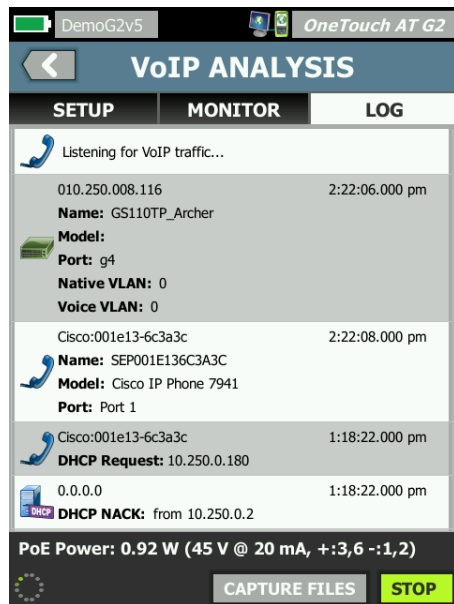 DemoG2v5
OneTouch AT G2
VoIP ANALYSIS
SETUP MONITOR LOG
Listening for VoIP traffic...
010.250.008.116 2:22:06.000 pm
Name: GS110TP_Archer
Model:
Port: g4
Native VLAN: 0
Voice VLAN: 0
Cisco:001e13-6c3a3c 2:22:08.000 pm
Name: SEP001E136C3A3C
Model: Cisco IP Phone 7941
Port: Port 1
Cisco:001e13-6c3a3c 1:18:22.000 pm
DHCP Request: 10.250.0.180
0.0.0.0 1:18:22.000 pm
DHCP
DHCP NACK: from 10.250.0.2
PoE Power: 0.92 W (45 V @ 20 mA, +:3,6 -:1,2)
CAPTURE FILES STOP